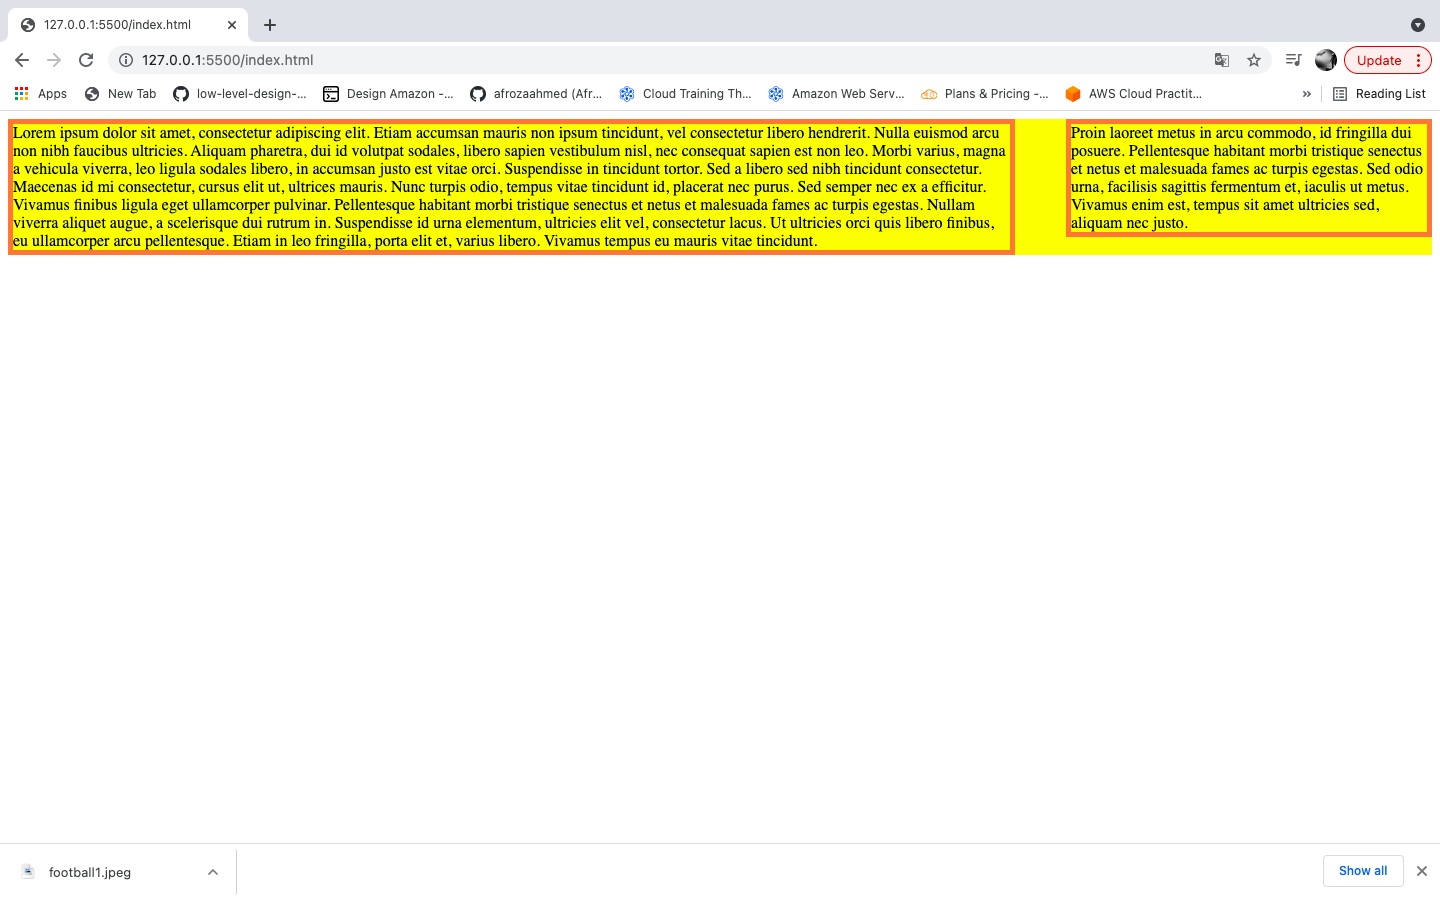 127.0.0.1:5500/index.html
127.0.0.1:5500/index.html
Update
Apps
New Tab
low-level-design-...
Design Amazon -...
afrozaahmed (Afr...
Cloud Training Th...
Amazon Web Serv...
Plans & Pricing -...
AWS Cloud Practit...
»
Reading List
Lorem ipsum dolor sit amet, consectetur adipiscing elit. Etiam accumsan mauris non ipsum tincidunt, vel consectetur libero hendrerit. Nulla euismod arcu
non nibh faucibus ultricies. Aliquam pharetra, dui id volutpat sodales, libero sapien vestibulum nisl, nec consequat sapien est non leo. Morbi varius, magna
a vehicula viverra, leo ligula sodales libero, in accumsan justo est vitae orci. Suspendisse in tincidunt tortor. Sed a libero sed nibh tincidunt consectetur.
Maecenas id mi consectetur, cursus elit ut, ultrices mauris. Nunc turpis odio, tempus vitae tincidunt id, placerat nec purus. Sed semper nec ex a efficitur.
Vivamus finibus ligula eget ullamcorper pulvinar. Pellentesque habitant morbi tristique senectus et netus et malesuada fames ac turpis egestas. Nullam
viverra aliquet augue, a scelerisque dui rutrum in. Suspendisse id urna elementum, ultricies elit vel, consectetur lacus. Ut ultricies orci quis libero finibus,
eu ullamcorper arcu pellentesque. Etiam in leo fringilla, porta elit et, varius libero. Vivamus tempus eu mauris vitae tincidunt.
Proin laoreet metus in arcu commodo, id fringilla dui
posuere. Pellentesque habitant morbi tristique senectus
et netus et malesuada fames ac turpis egestas. Sed odio
urna, facilisis sagittis fermentum et, iaculis ut metus.
Vivamus enim est, tempus sit amet ultricies sed,
aliquam nec justo.
football1.jpeg
Show all